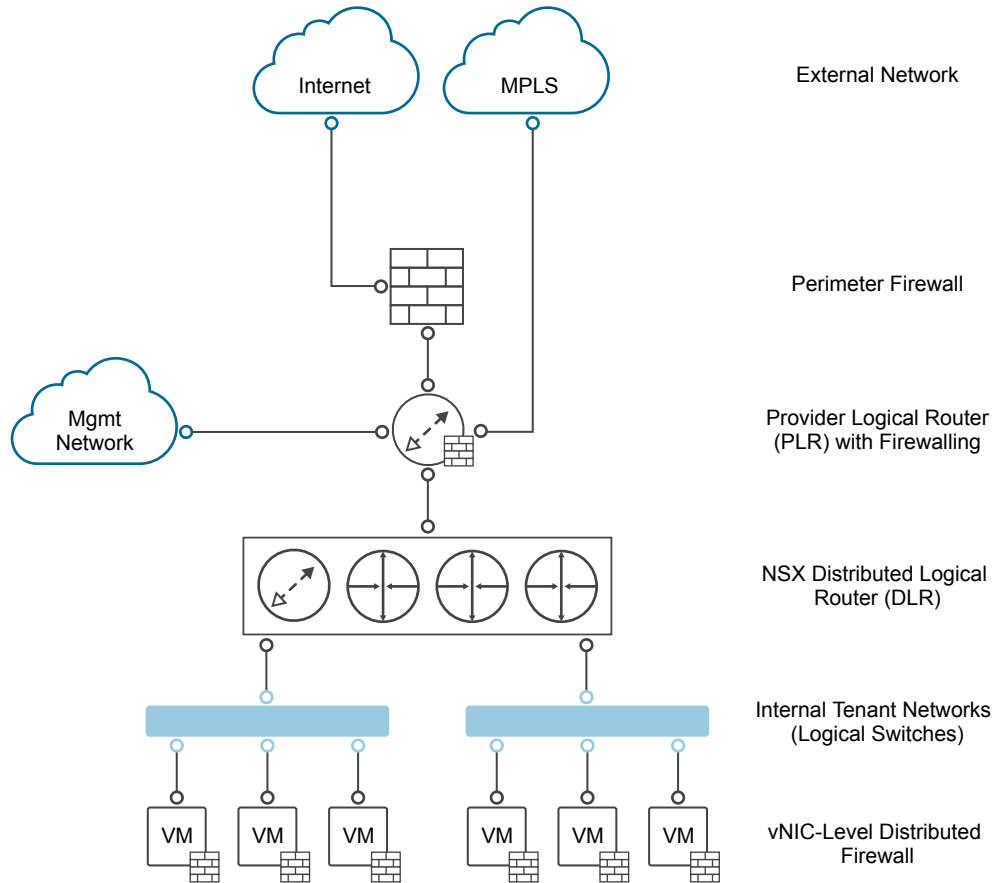 Internet
MPLS
External Network
Perimeter Firewall
Mgmt
Network
Provider Logical Router
(PLR) with Firewalling
NSX Distributed Logical
Router (DLR)
Internal Tenant Networks
(Logical Switches)
VM
VM
VM
VM
VM
VM
vNIC-Level Distributed
Firewall